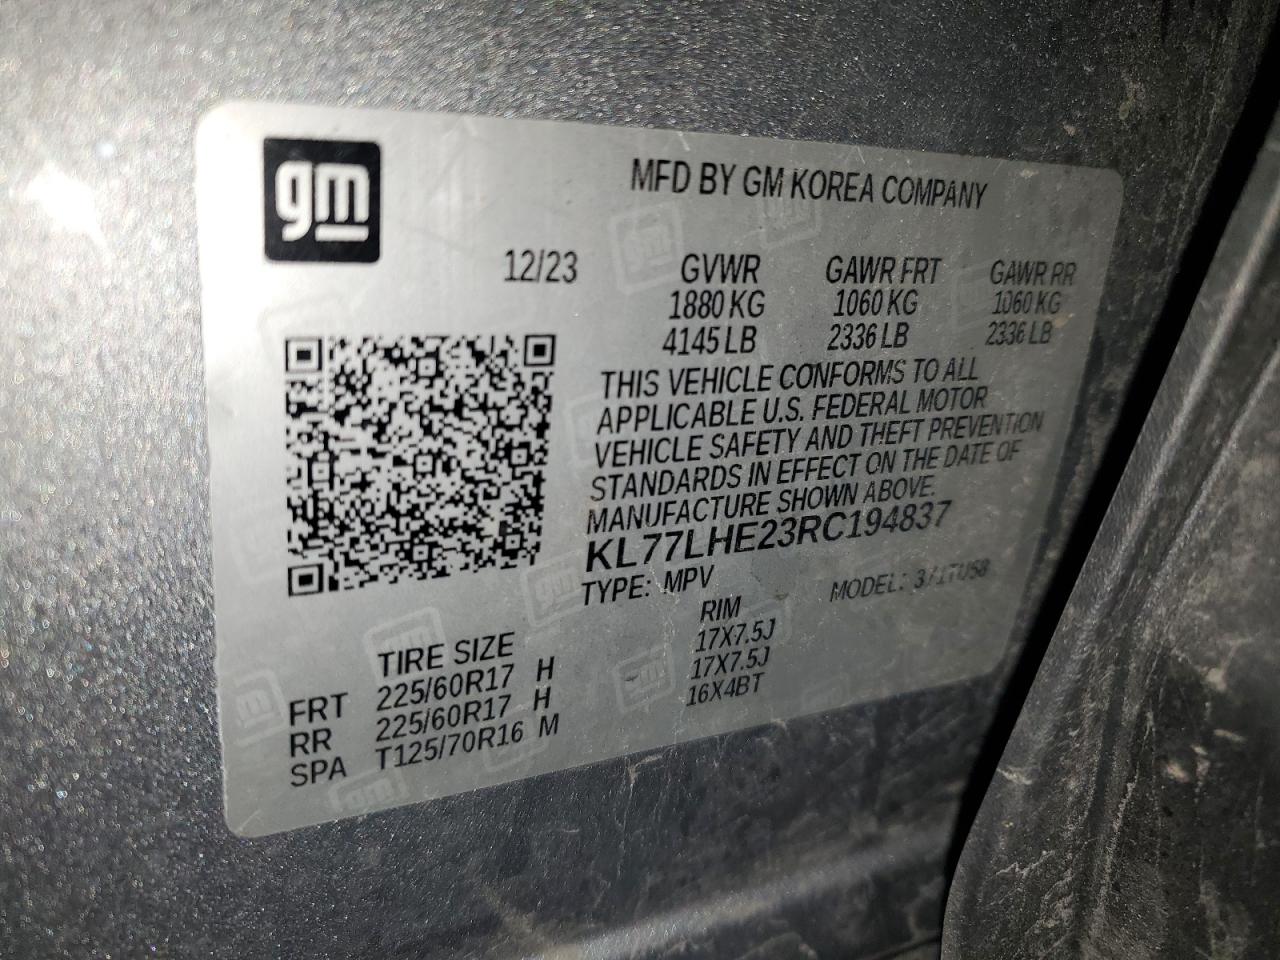 gm
MFD BY GM KOREA COMPANY
12/23 GVWR GAWR FRT GAWR RR
1880 KG 1060 KG 1060 KG
4145 LB 2336 LB 2336 LB
THIS VEHICLE CONFORMS TO ALL
APPLICABLE U.S. FEDERAL MOTOR
VEHICLE SAFETY AND THEFT PREVENTION
STANDARDS IN EFFECT ON THE DATE OF
MANUFACTURE SHOWN ABOVE.
KL77LHE23RC194837
TYPE: MPV MODEL:
TIRE SIZE RIM
FRT 225/60R17 H 17X7.5J
RR 225/60R17 H 17X7.5J
SPA T125/70R16 M 16X4BT